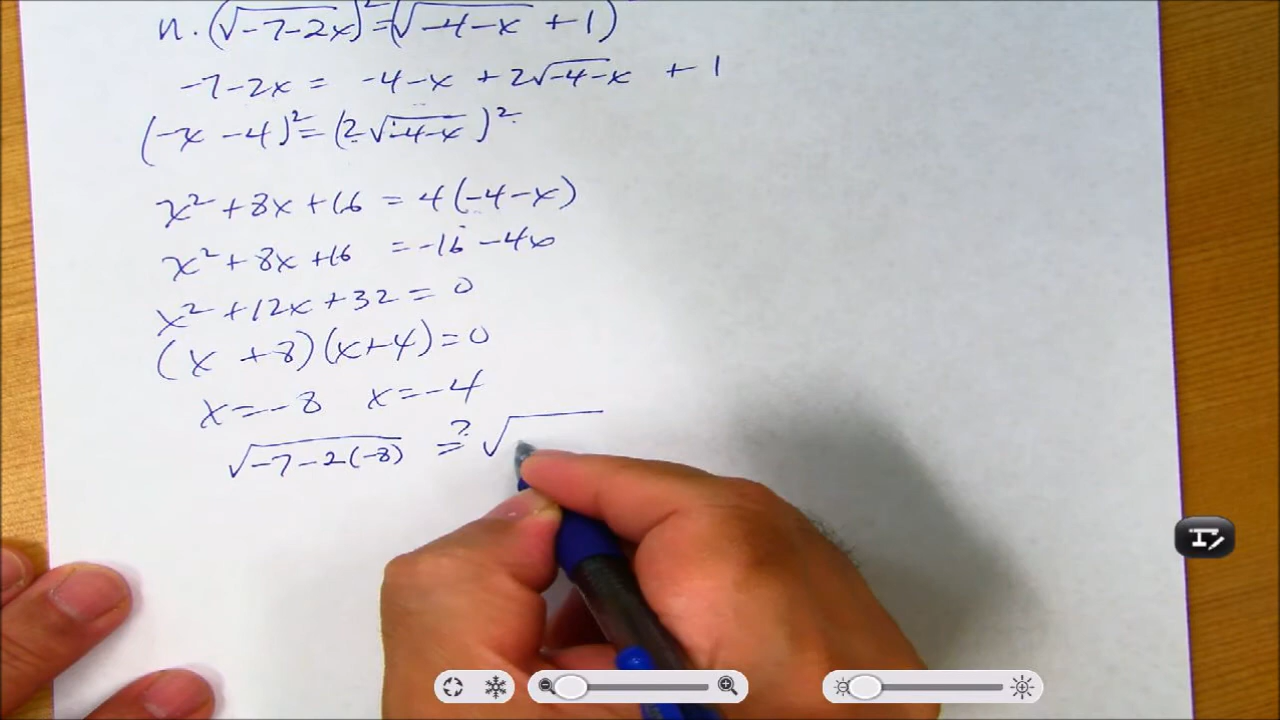 n. (√-7-2x)² = (√-4-x + 1)
-7-2x = -4-x + 2√-4-x + 1
(-x -4)² = (2√-4-x)²
x² + 8x + 16 = 4(-4-x)
x² + 8x + 16 = -16 - 4x
x² + 12x + 32 = 0
(x + 8)(x + 4) = 0
x = -8 x = -4
√-7-2(-8) ≟ √